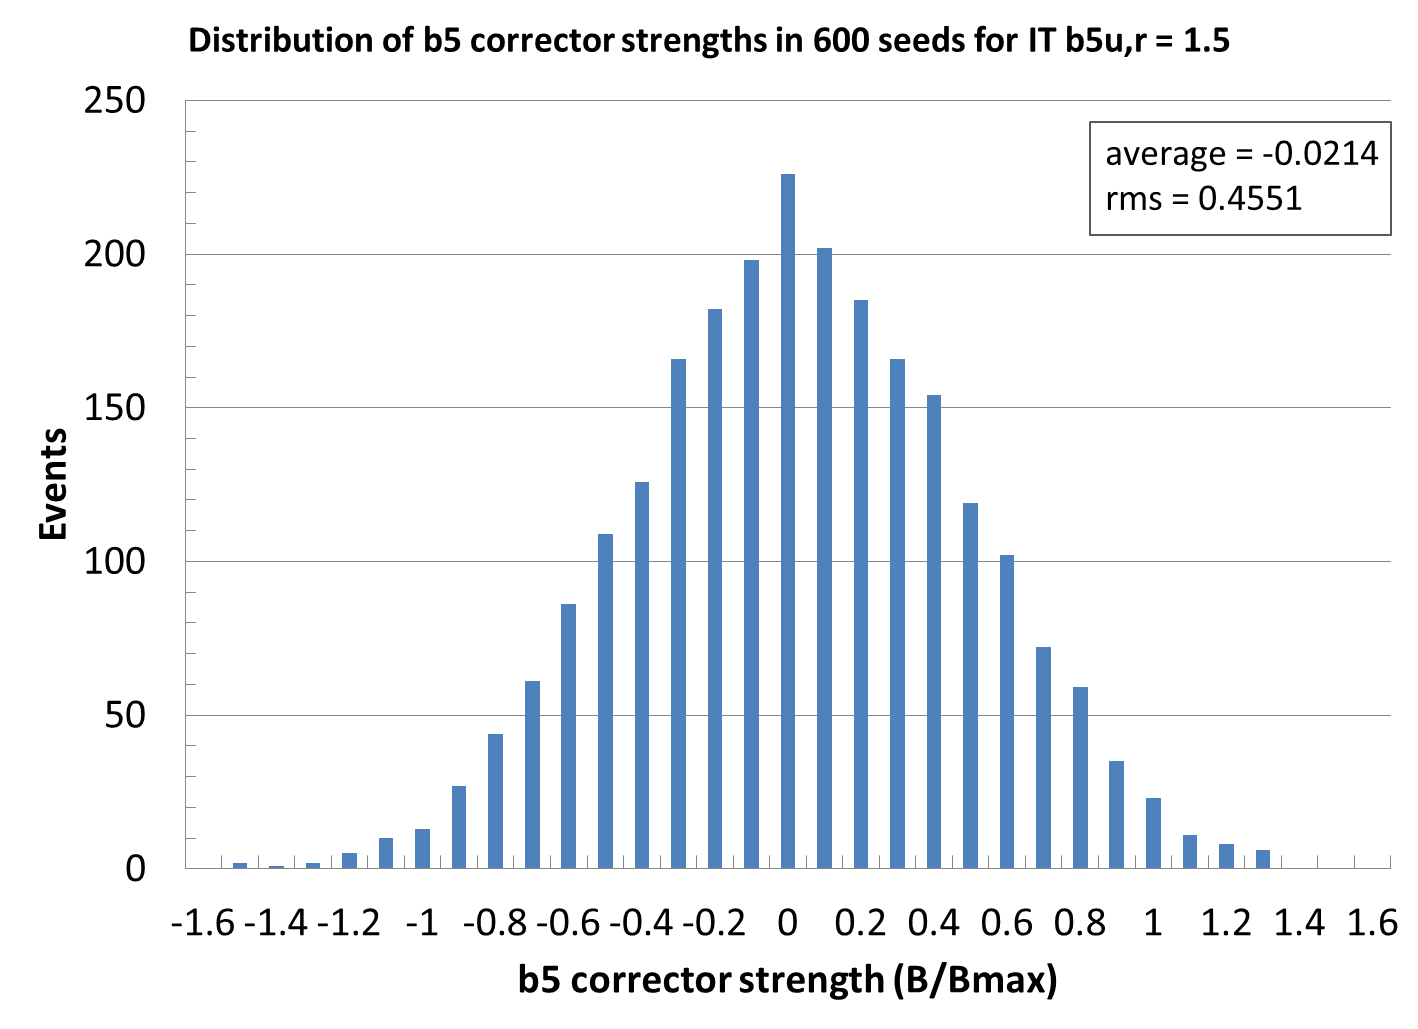 Distribution of b5 corrector strengths in 600 seeds for IT b5u,r = 1.5
250
average = -0.0214
rms = 0.4551
200
150
Events
100
50
0
-1.6 -1.4 -1.2 -1 -0.8 -0.6 -0.4 -0.2 0 0.2 0.4 0.6 0.8 1 1.2 1.4 1.6
b5 corrector strength (B/Bmax)